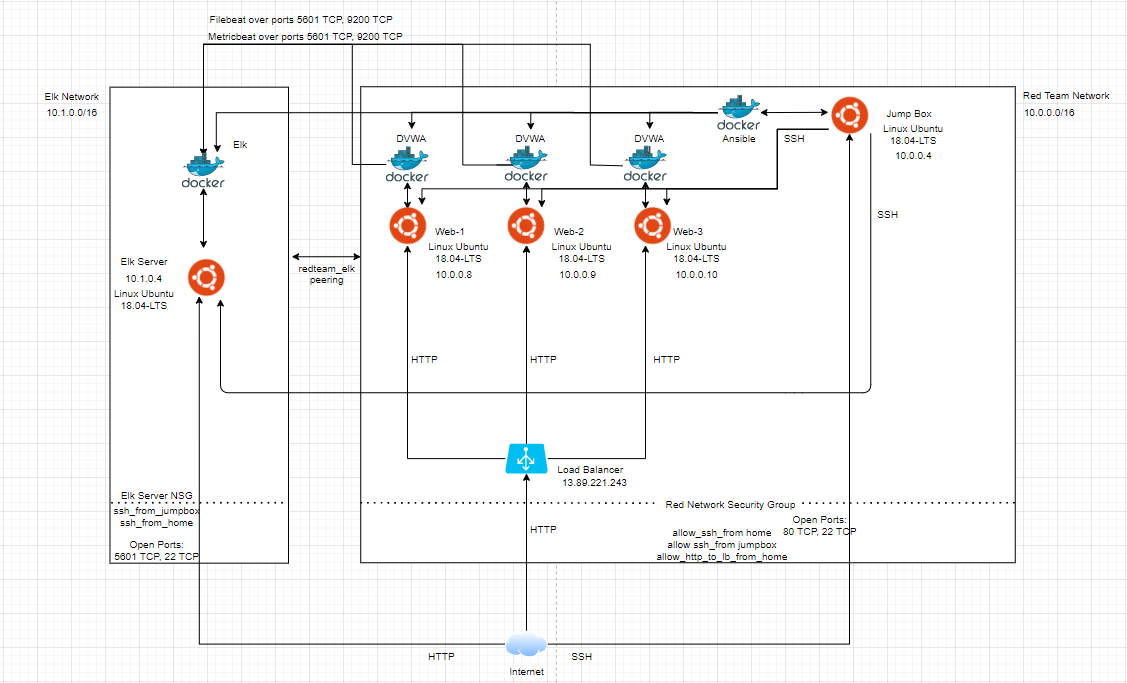 Filebeat over ports 5601 TCP, 9200 TCP
Metricbeat over ports 5601 TCP, 9200 TCP
Elk Network
10.1.0.0/16
Red Team Network
10.0.0.0/16
docker
Ansible
SSH
Jump Box
Linux Ubuntu
18.04-LTS
10.0.0.4
Elk
docker
DVWA
docker
DVWA
docker
DVWA
docker
SSH
Web-1
Linux Ubuntu
18.04-LTS
10.0.0.8
Web-2
Linux Ubuntu
18.04-LTS
10.0.0.9
Web-3
Linux Ubuntu
18.04-LTS
10.0.0.10
Elk Server
10.1.0.4
Linux Ubuntu
18.04-LTS
redteam_elk
peering
HTTP
HTTP
HTTP
Load Balancer
13.89.221.243
Elk Server NSG
ssh_from_jumpbox
ssh_from_home
Open Ports:
5601 TCP, 22 TCP
Red Network Security Group
Open Ports:
80 TCP, 22 TCP
allow_ssh_from home
allow ssh_from jumpbox
allow_http_to_lb_from_home
HTTP
HTTP
SSH
Internet